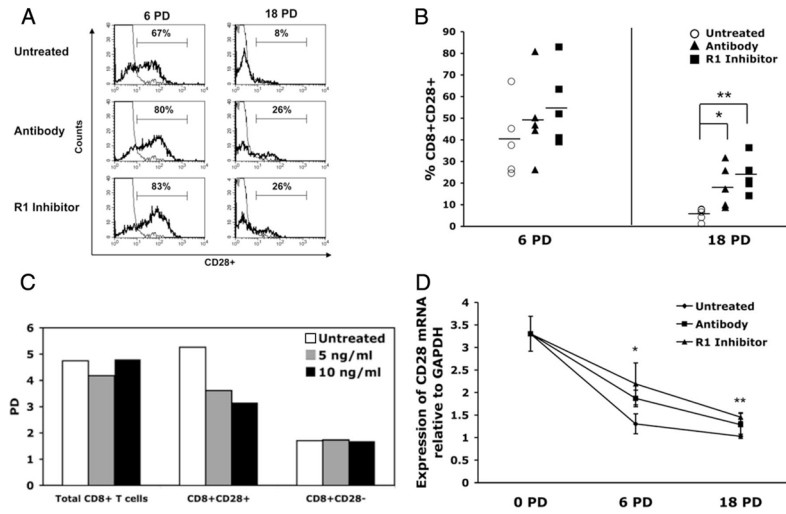 A
6 PD
18 PD
Untreated
67%
8%
Antibody
80%
26%
R1 Inhibitor
83%
26%
Counts
CD28+
B
Untreated
Antibody
R1 Inhibitor
% CD8+CD28+
90
80
70
60
50
40
30
20
10
0
**
*
6 PD
18 PD
C
Untreated
5 ng/ml
10 ng/ml
PD
6
5
4
3
2
1
0
Total CD8+ T cells
CD8+CD28+
CD8+CD28-
D
Untreated
Antibody
R1 Inhibitor
Expression of CD28 mRNA
relative to GAPDH
4
3.5
3
2.5
2
1.5
1
0.5
0
*
**
0 PD
6 PD
18 PD